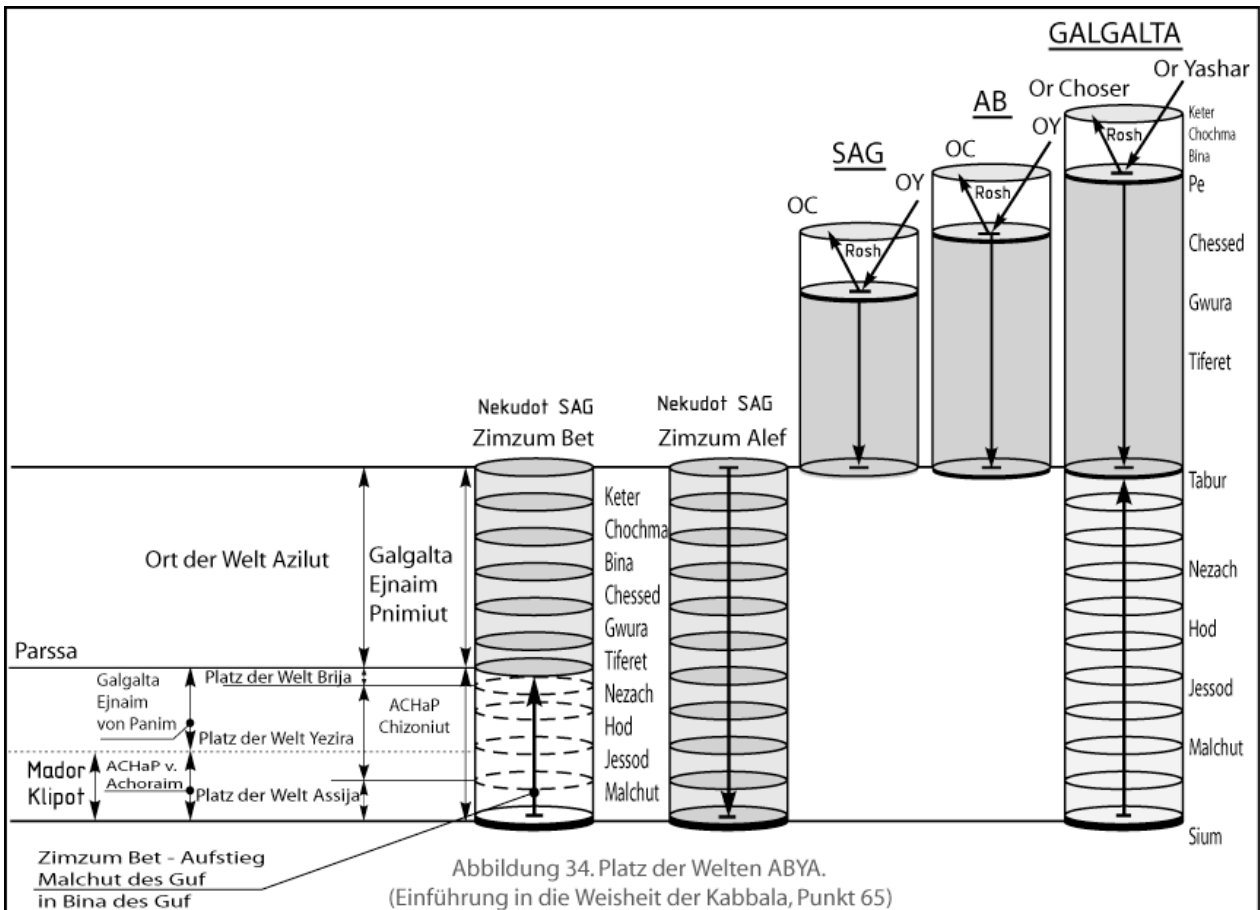 GALGALTA
Or Yashar
Or Choser
Rosh
Keter
Chochma
Bina
Pe
Chessed
Gwura
Tiferet
Tabur
Nezach
Hod
Jessod
Malchut
Sium
AB
OC
OY
Rosh
SAG
OC
OY
Rosh
Nekudot SAG
Zimzum Alef
Nekudot SAG
Zimzum Bet
Keter
Chochma
Bina
Chessed
Gwura
Tiferet
Nezach
Hod
Jessod
Malchut
Ort der Welt Azilut
Galgalta
Ejnaim
Pnimiut
Parssa
Galgalta
Ejnaim
von Panim
Platz der Welt Brija
ACHaP
Chizoniut
Platz der Welt Yezira
Mador
Klipot
ACHaP v.
Achoraim
Platz der Welt Assija
Zimzum Bet - Aufstieg
Malchut des Guf
in Bina des Guf
Abbildung 34. Platz der Welten ABYA.
(Einführung in die Weisheit der Kabbala, Punkt 65)